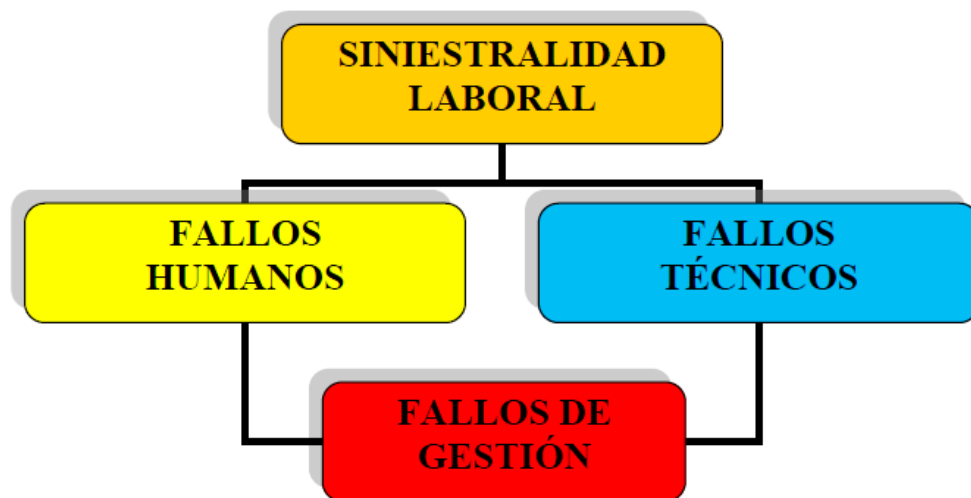 SINIESTRALIDAD
LABORAL
FALLOS
HUMANOS
FALLOS
TÉCNICOS
FALLOS DE
GESTIÓN